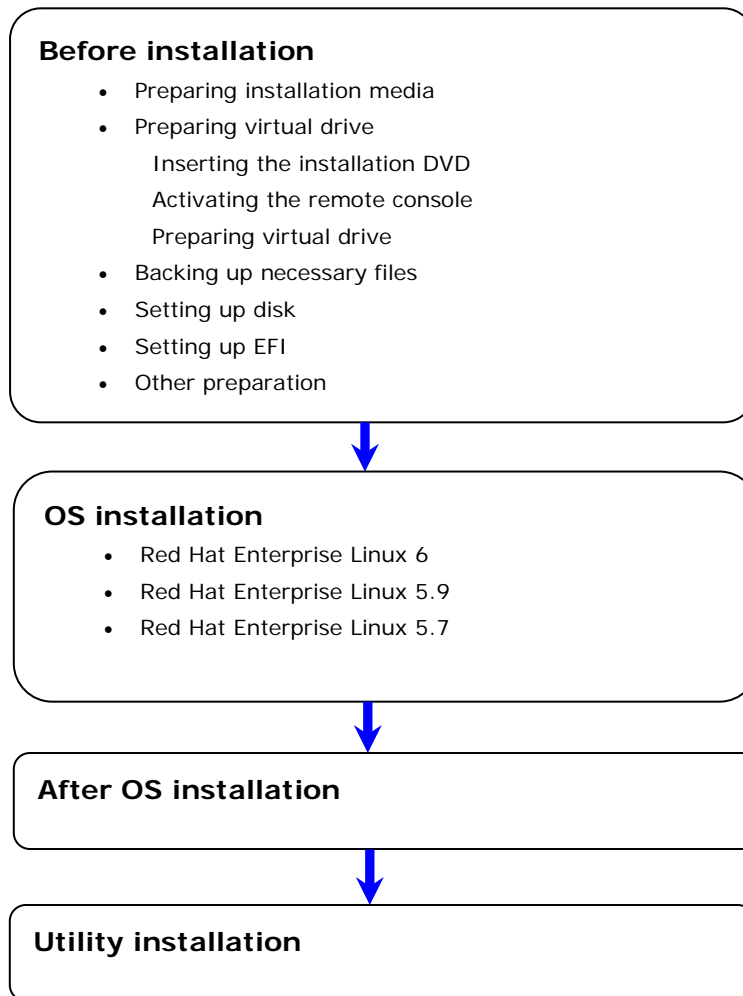 Before installation
• Preparing installation media
• Preparing virtual drive
Inserting the installation DVD
Activating the remote console
Preparing virtual drive
• Backing up necessary files
• Setting up disk
• Setting up EFI
• Other preparation
OS installation
• Red Hat Enterprise Linux 6
• Red Hat Enterprise Linux 5.9
• Red Hat Enterprise Linux 5.7
After OS installation
Utility installation